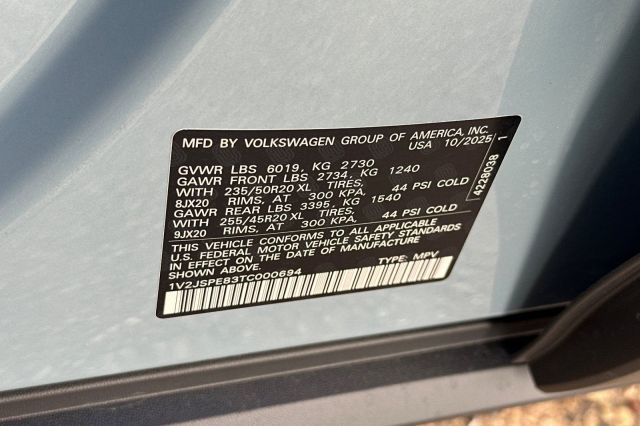 MFD BY VOLKSWAGEN GROUP OF AMERICA, INC.
USA 10/2025
GVWR LBS 6019, KG 2730
GAWR FRONT LBS 2734, KG 1240
WITH 235/50R20 XL TIRES,
8JX20 RIMS, AT 300 KPA, 44 PSI COLD
GAWR REAR LBS 3395, KG 1540
WITH 255/45R20 XL TIRES,
9JX20 RIMS, AT 300 KPA, 44 PSI COLD
THIS VEHICLE CONFORMS TO ALL APPLICABLE
U.S. FEDERAL MOTOR VEHICLE SAFETY STANDARDS
IN EFFECT ON THE DATE OF MANUFACTURE
SHOWN ABOVE.
1V2JSPE83TC000694 TYPE: MPV
4228038 1